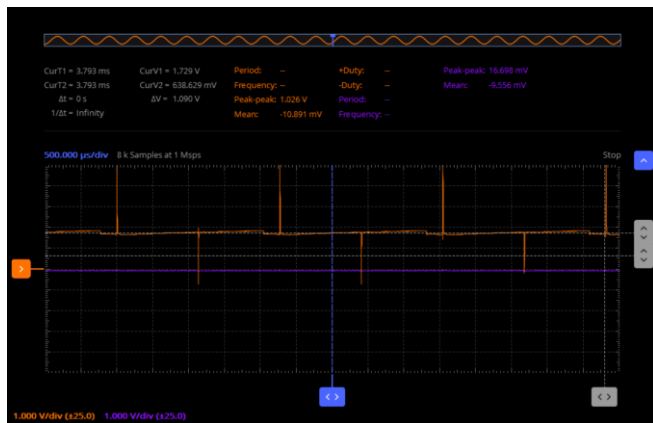 CurT1 = 3.793 ms CurV1 = 1.729 V Period: -- +Duty: -- Peak-peak: 16.698 mV
CurT2 = 3.793 ms CurV2 = 638.629 mV Frequency: -- -Duty: -- Mean: -9.556 mV
Δt = 0 s ΔV = 1.090 V Peak-peak: 1.026 V Period: --
1/Δt = Infinity Mean: -10.891 mV Frequency: --
500.000 µs/div 8 k Samples at 1 Msps Stop
1.000 V/div (±25.0) 1.000 V/div (±25.0)